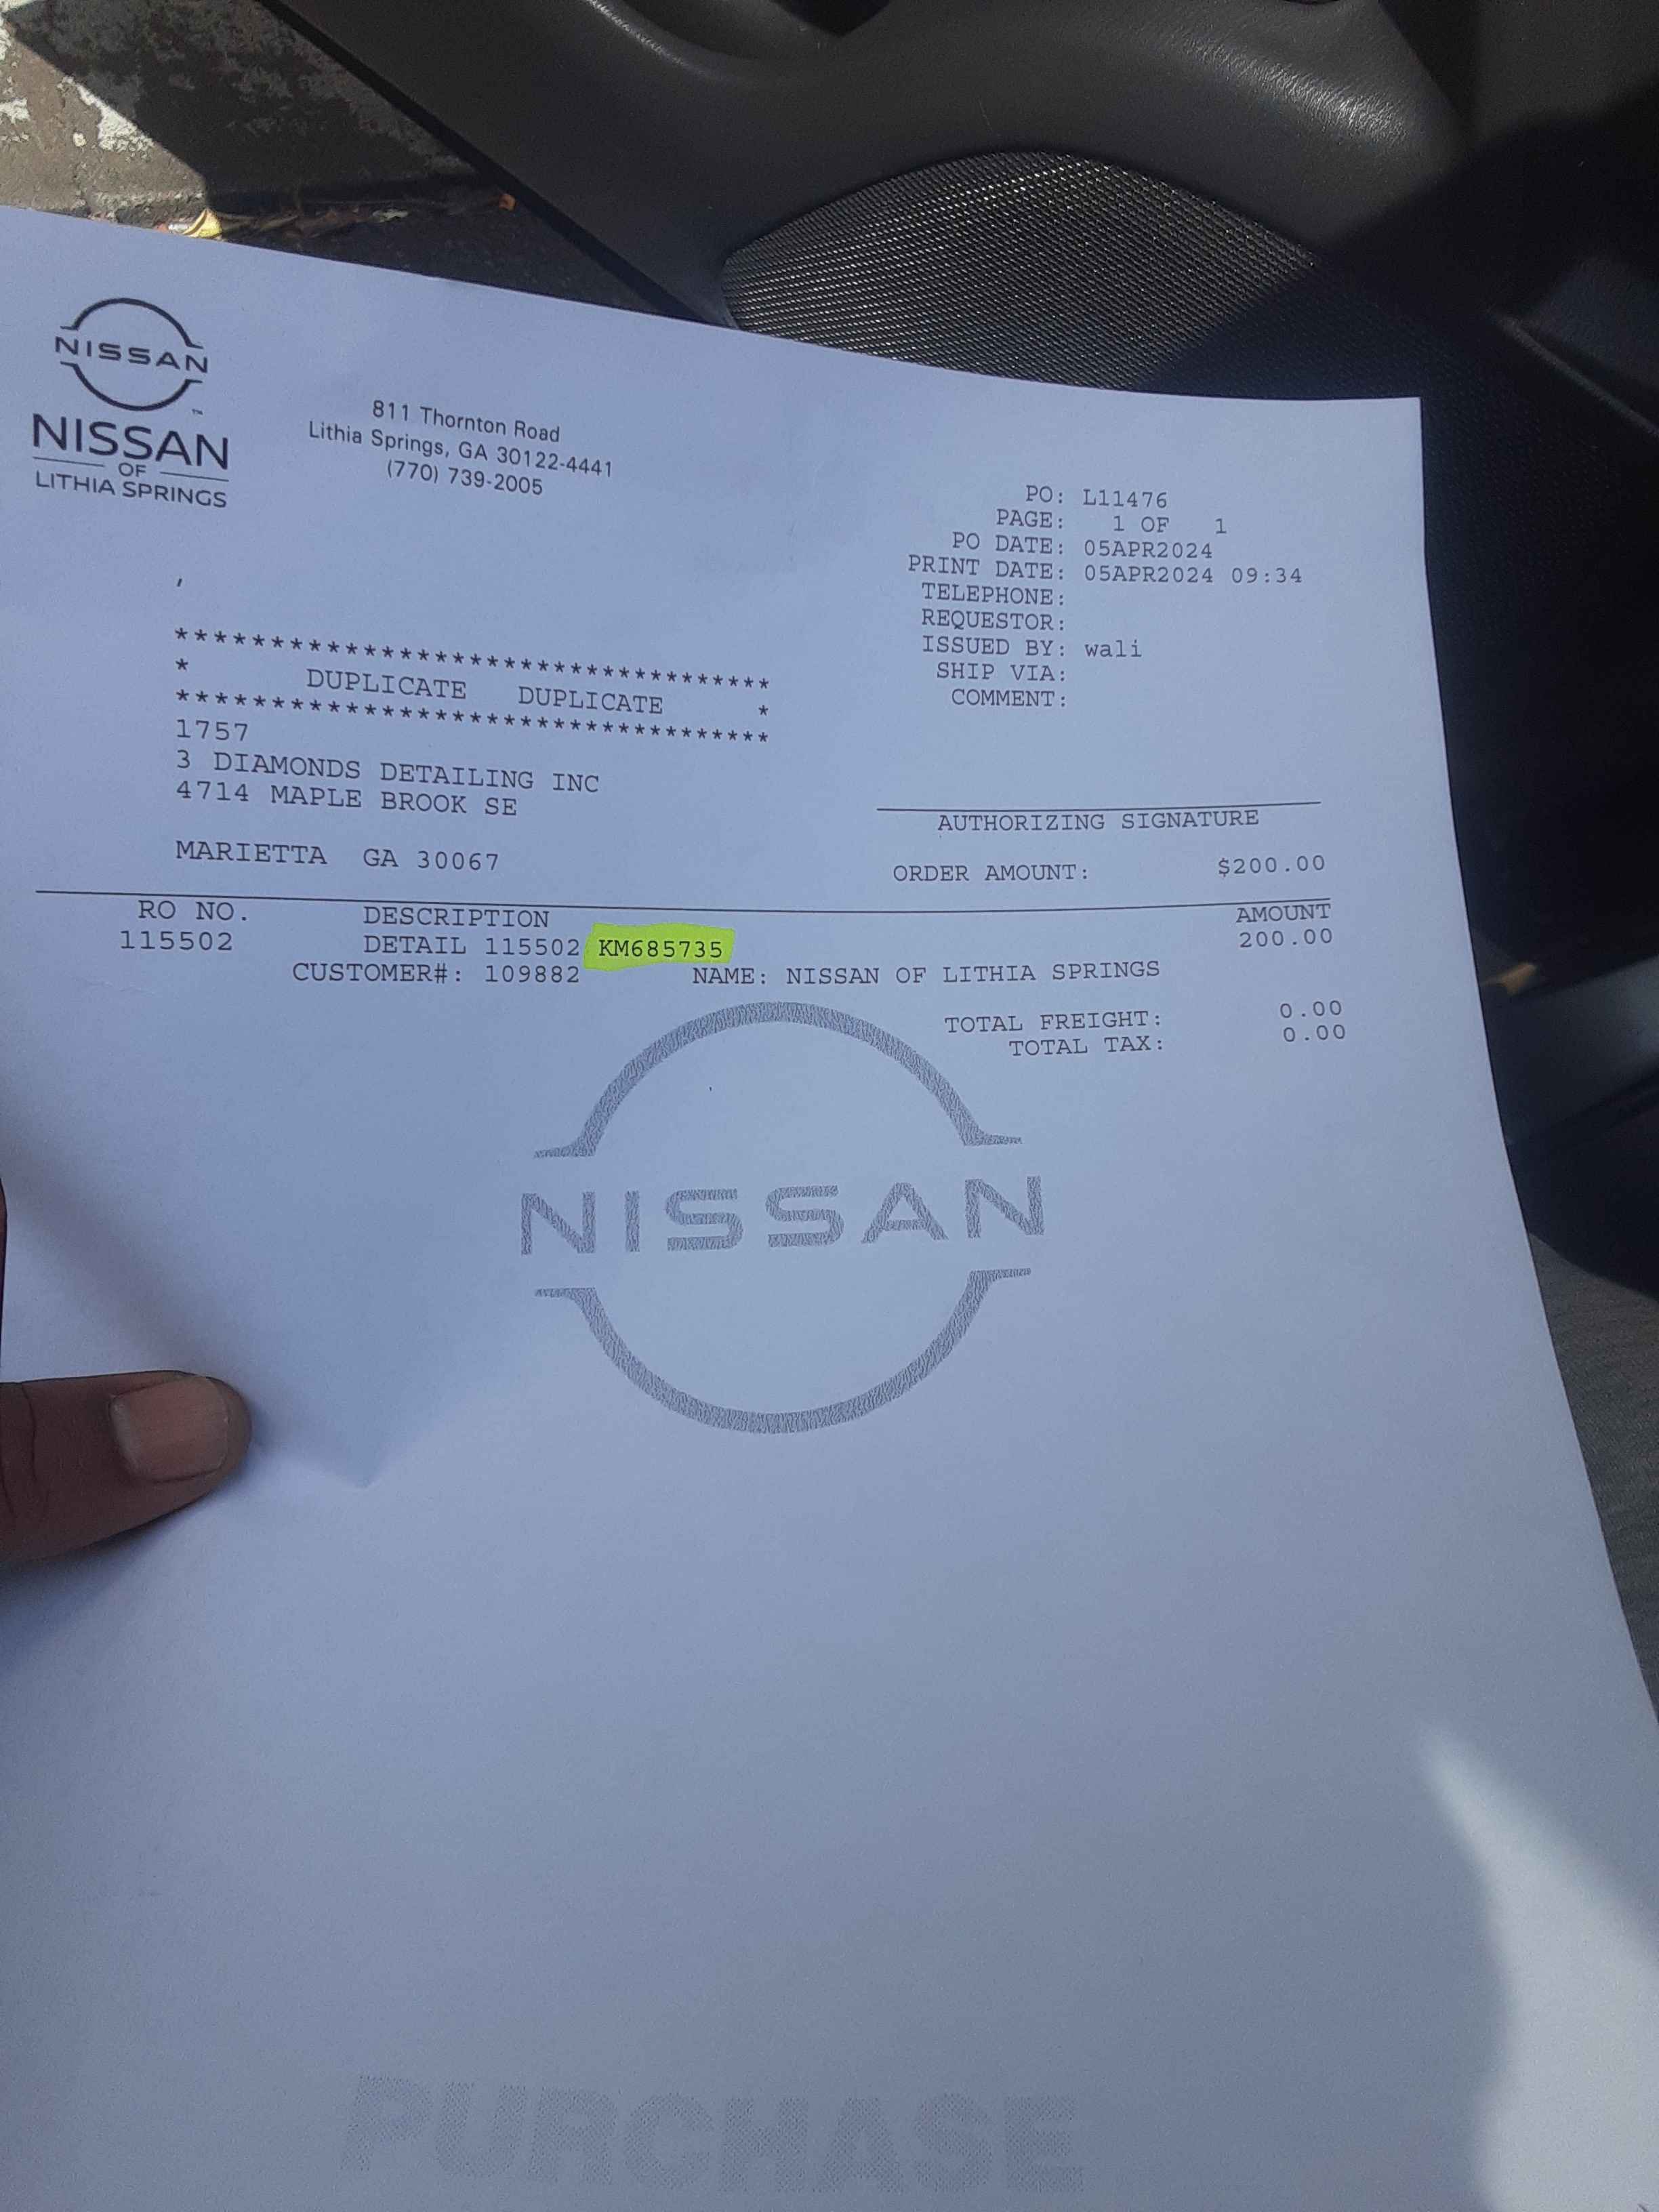 NISSAN
NISSAN
OF
LITHIA SPRINGS
811 Thornton Road
Lithia Springs, GA 30122-4441
(770) 739-2005
PO: L11476
PAGE: 1 OF 1
PO DATE: 05APR2024
PRINT DATE: 05APR2024 09:34
TELEPHONE:
REQUESTOR:
ISSUED BY: wali
SHIP VIA:
COMMENT:
*********************************
* DUPLICATE DUPLICATE *
*********************************
1757
3 DIAMONDS DETAILING INC
4714 MAPLE BROOK SE
MARIETTA GA 30067
AUTHORIZING SIGNATURE
ORDER AMOUNT: $200.00
RO NO. DESCRIPTION AMOUNT
115502 DETAIL 115502 KM685735 200.00
CUSTOMER#: 109882 NAME: NISSAN OF LITHIA SPRINGS
TOTAL FREIGHT: 0.00
TOTAL TAX: 0.00
NISSAN
PURCHASE